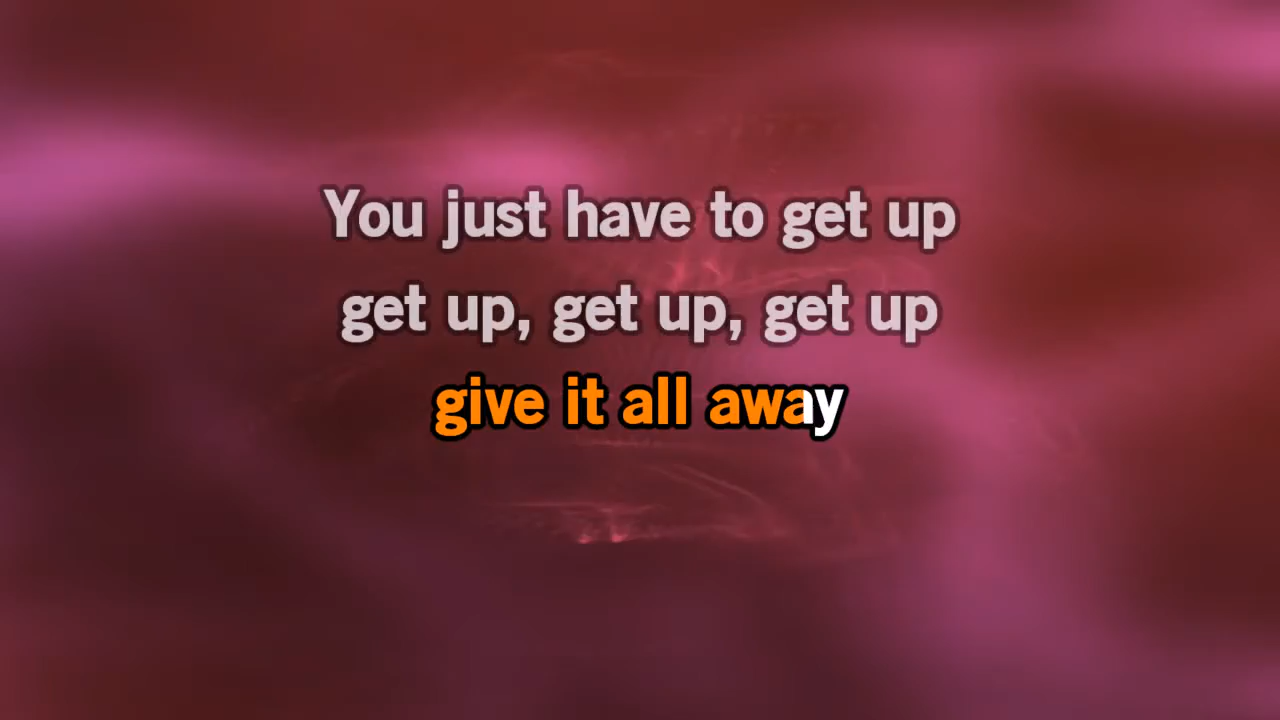 You just have to get up
get up, get up, get up
give it all away